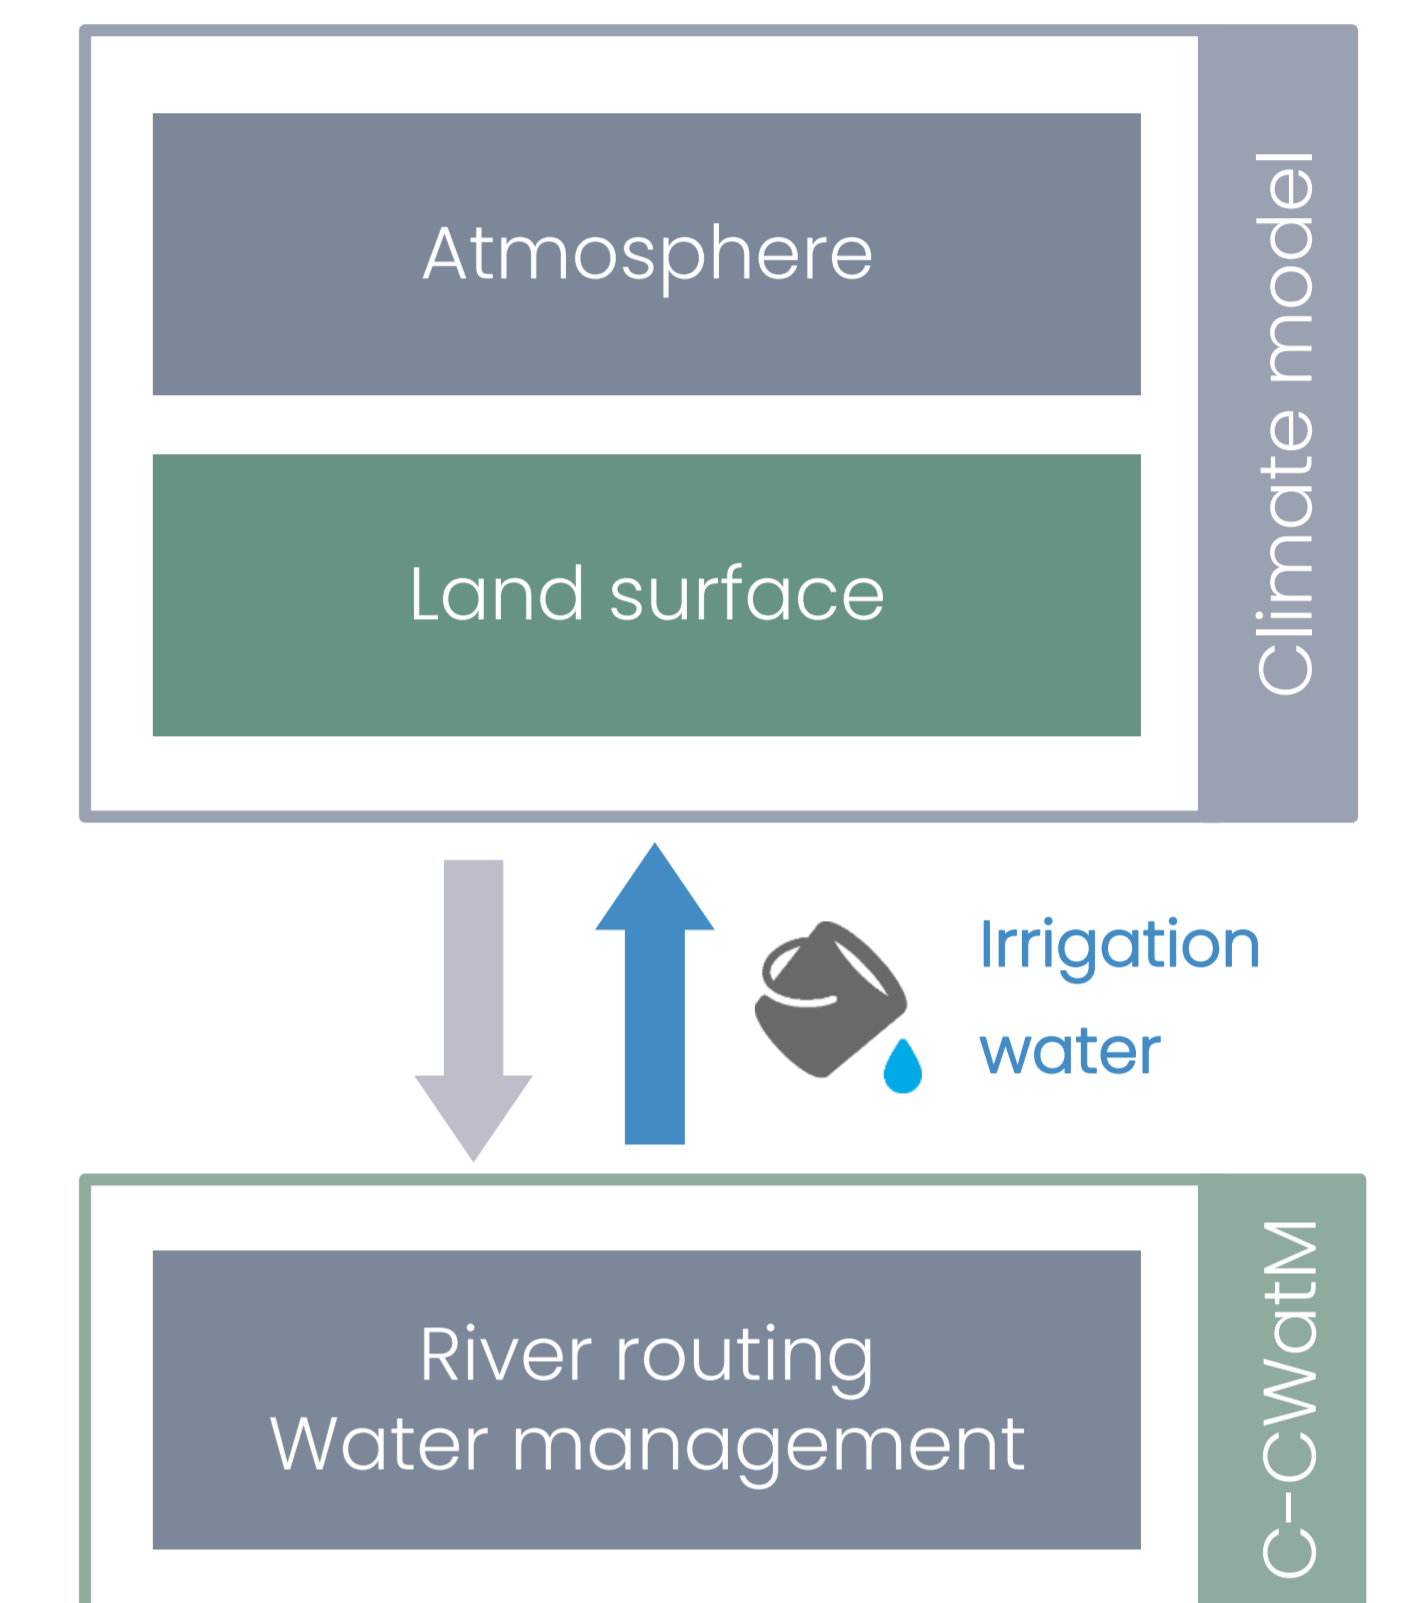 Atmosphere
Land surface
Climate model
Irrigation
water
River routing
Water management
C-CWatM